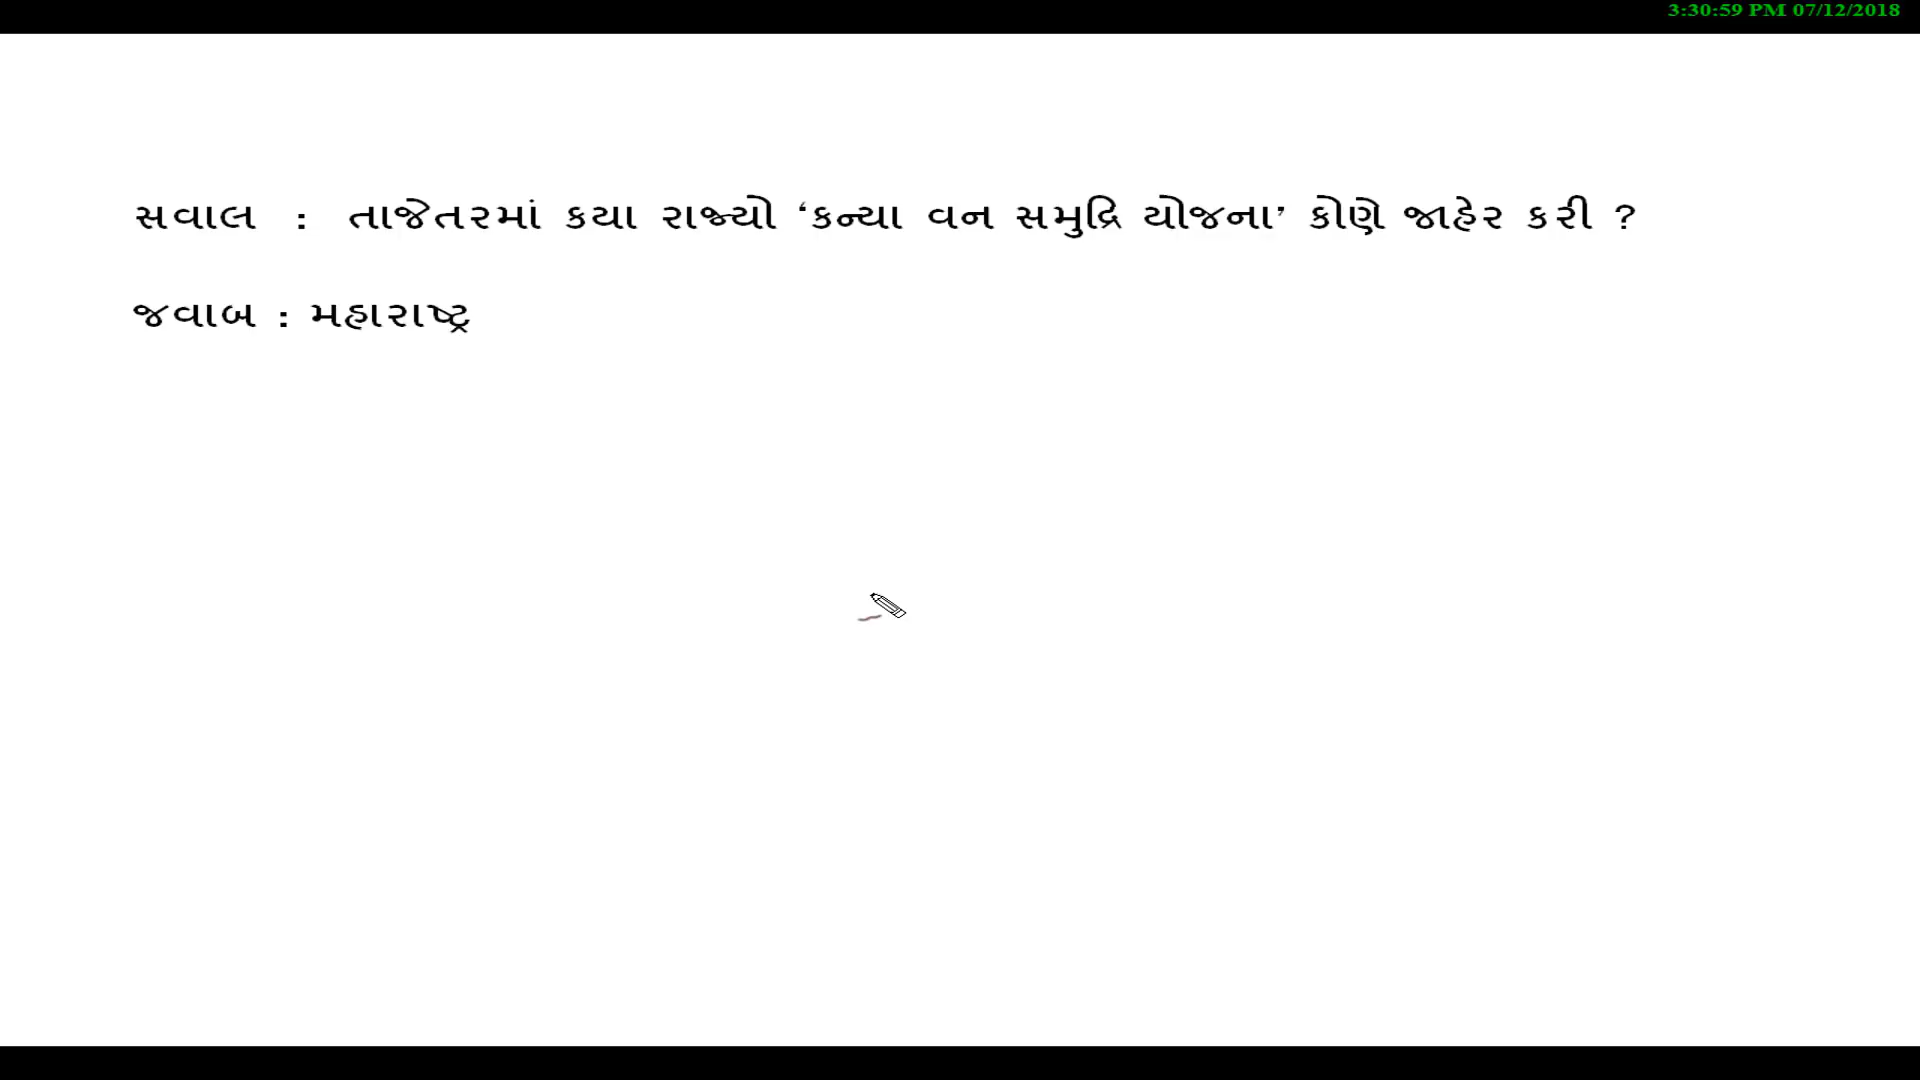 3:30:59 PM 07/12/2018
સવાલ : તાજેતરમાં કયા રાજ્યો ‘કન્યા વન સમુદ્રિ યોજના’ કોણે જાહેર કરી ?
જવાબ : મહારાષ્ટ્ર